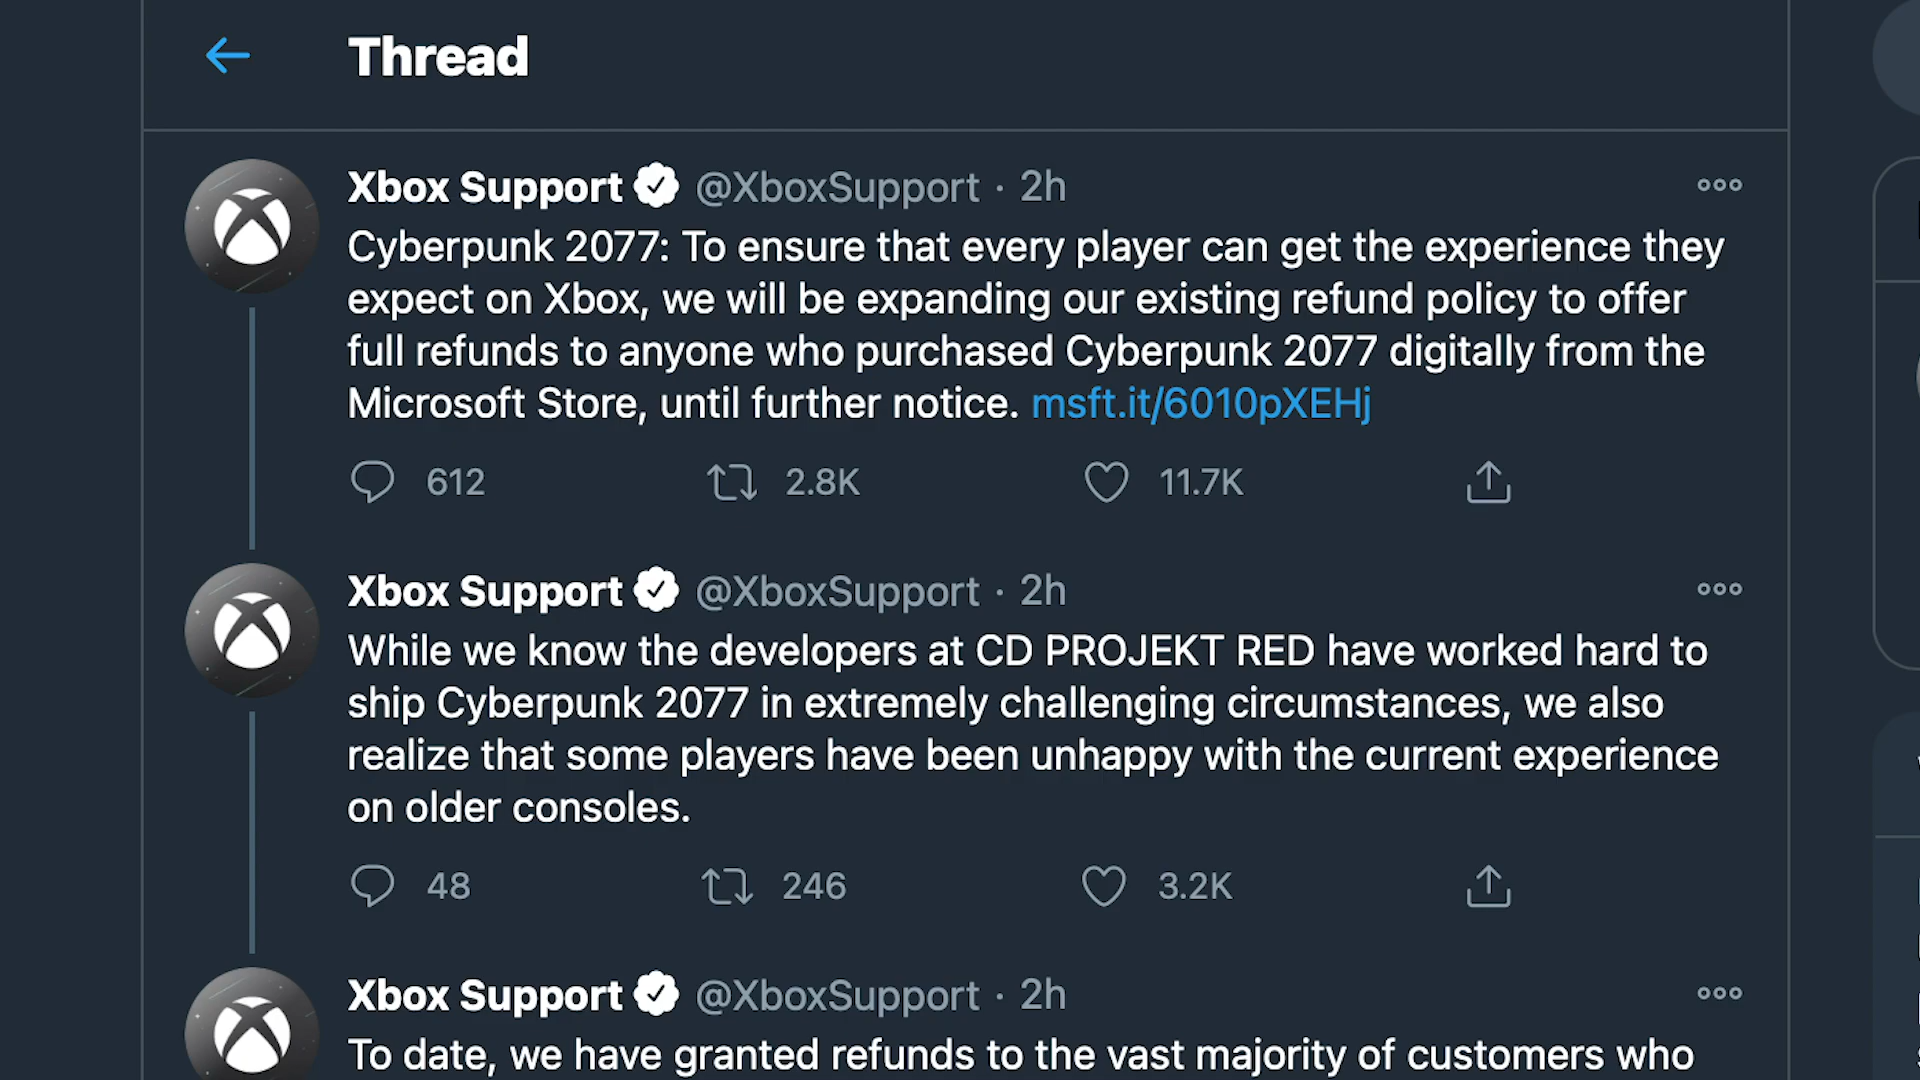 Thread
Xbox Support @XboxSupport · 2h
Cyberpunk 2077: To ensure that every player can get the experience they
expect on Xbox, we will be expanding our existing refund policy to offer
full refunds to anyone who purchased Cyberpunk 2077 digitally from the
Microsoft Store, until further notice. msft.it/6010pXEHj
612 2.8K 11.7K
Xbox Support @XboxSupport · 2h
While we know the developers at CD PROJEKT RED have worked hard to
ship Cyberpunk 2077 in extremely challenging circumstances, we also
realize that some players have been unhappy with the current experience
on older consoles.
48 246 3.2K
Xbox Support @XboxSupport · 2h
To date, we have granted refunds to the vast majority of customers who